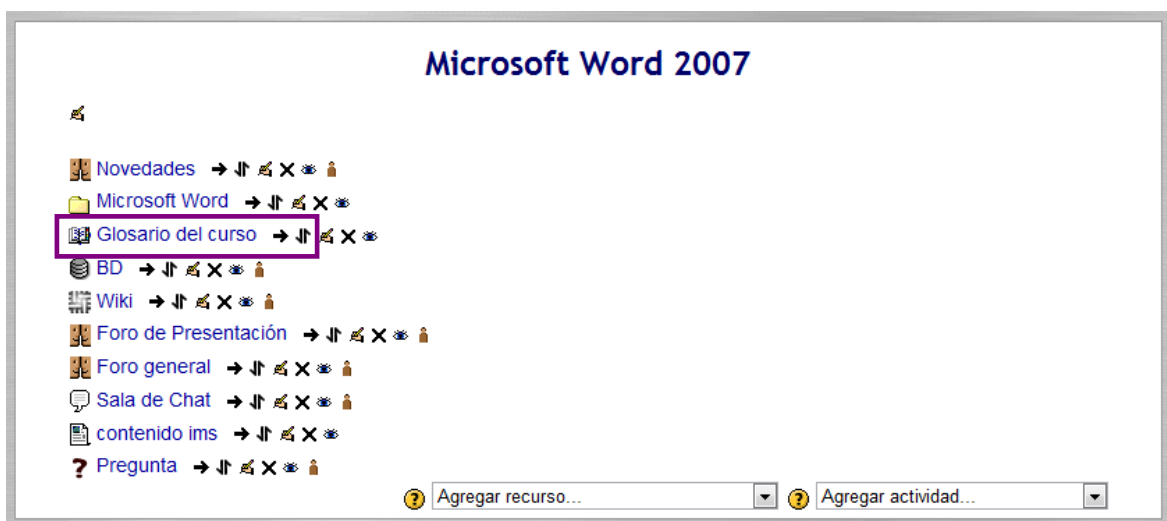 Microsoft Word 2007
Novedades
Microsoft Word
Glosario del curso
BD
Wiki
Foro de Presentación
Foro general
Sala de Chat
contenido ims
? Pregunta
? Agregar recurso... ? Agregar actividad...